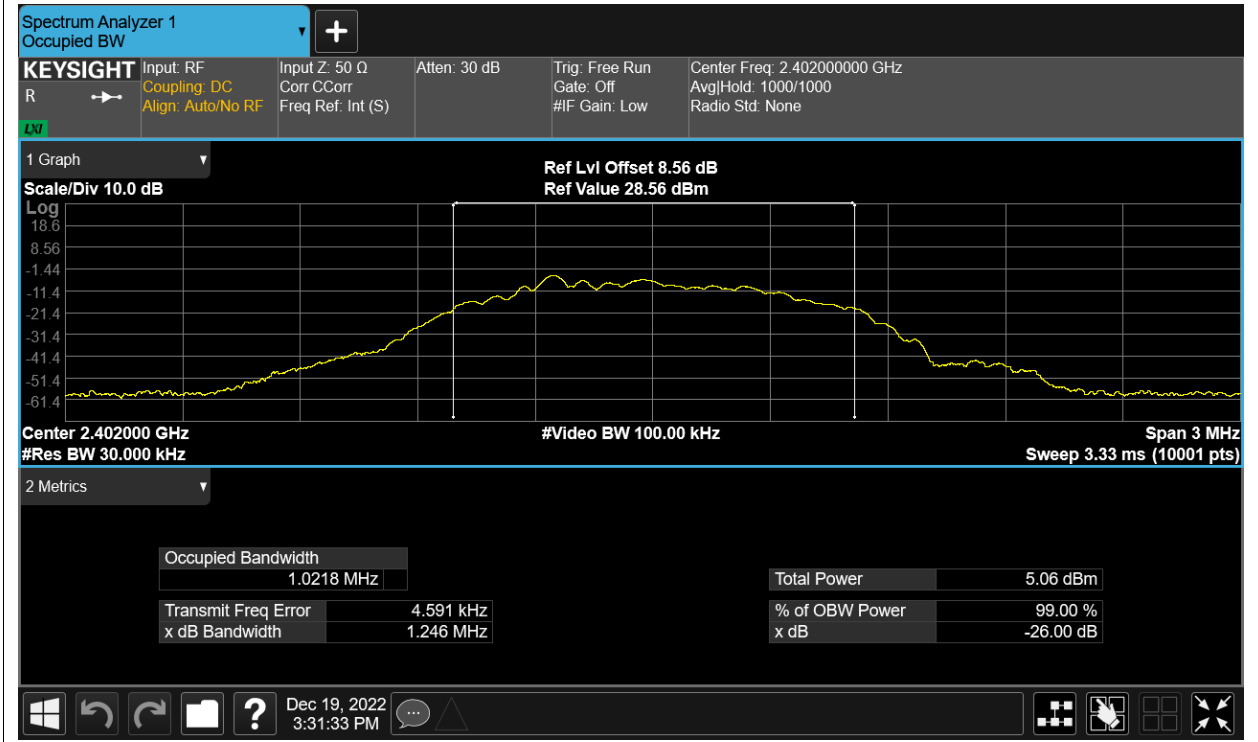 Spectrum Analyzer 1
Occupied BW
KEYSIGHT
R
LXI
Input: RF
Coupling: DC
Align: Auto/No RF
Input Z: 50 Ω
Corr CCorr
Freq Ref: Int (S)
Atten: 30 dB
Trig: Free Run
Gate: Off
#IF Gain: Low
Center Freq: 2.402000000 GHz
Avg|Hold: 1000/1000
Radio Std: None
1 Graph
Scale/Div 10.0 dB
Ref Lvl Offset 8.56 dB
Ref Value 28.56 dBm
Log
18.6
8.56
-1.44
-11.4
-21.4
-31.4
-41.4
-51.4
-61.4
Center 2.402000 GHz
#Video BW 100.00 kHz
Span 3 MHz
#Res BW 30.000 kHz
Sweep 3.33 ms (10001 pts)
2 Metrics
Occupied Bandwidth
1.0218 MHz
Total Power 5.06 dBm
Transmit Freq Error 4.591 kHz
% of OBW Power 99.00 %
x dB Bandwidth 1.246 MHz
x dB -26.00 dB
?
Dec 19, 2022
3:31:33 PM